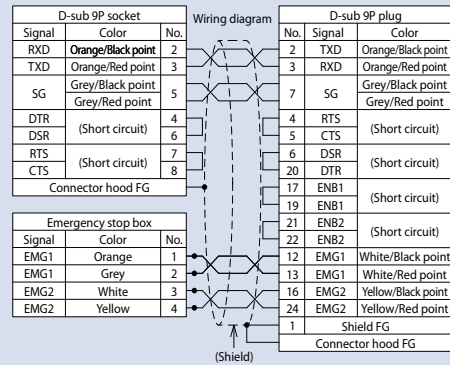 D-sub 9P socket
Signal Color No.
RXD Orange/Black point 2
TXD Orange/Red point 3
SG Grey/Black point 5
Grey/Red point
DTR (Short circuit) 4
DSR 6
RTS (Short circuit) 7
CTS 8
Connector hood FG
Emergency stop box
Signal Color No.
EMG1 Orange 1
EMG1 Grey 2
EMG2 White 3
EMG2 Yellow 4
Wiring diagram
(Shield)
D-sub 9P plug
No. Signal Color
2 TXD Orange/Black point
3 RXD Orange/Red point
7 SG Grey/Black point
Grey/Red point
4 RTS (Short circuit)
5 CTS
6 DSR (Short circuit)
20 DTR
17 ENB1 (Short circuit)
19 ENB1
21 ENB2 (Short circuit)
22 ENB2
12 EMG1 White/Black point
13 EMG1 White/Red point
16 EMG2 Yellow/Black point
24 EMG2 Yellow/Red point
1 Shield FG
Connector hood FG